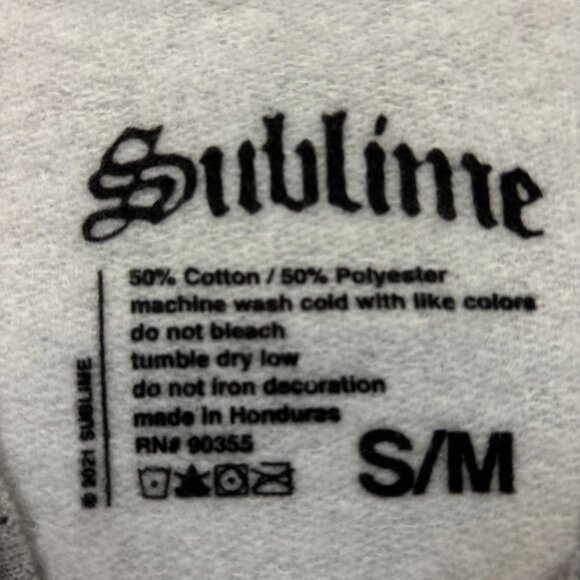 Sublime
50% Cotton / 50% Polyester
machine wash cold with like colors
do not bleach
tumble dry low
do not iron decoration
made in Honduras
RN# 90355
S/M
© 2021 SUBLIME